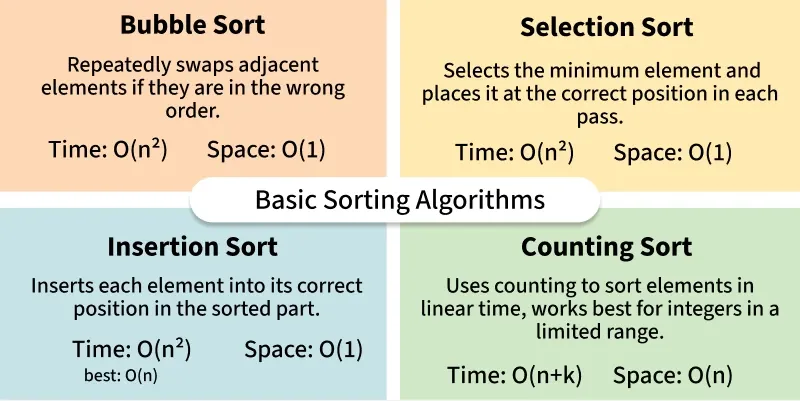 Bubble Sort
Repeatedly swaps adjacent
elements if they are in the wrong
order.
Time: O(n²) Space: O(1)
Selection Sort
Selects the minimum element and
places it at the correct position in each
pass.
Time: O(n²) Space: O(1)
Basic Sorting Algorithms
Insertion Sort
Inserts each element into its correct
position in the sorted part.
Time: O(n²) Space: O(1)
best: O(n)
Counting Sort
Uses counting to sort elements in
linear time, works best for integers in a
limited range.
Time: O(n+k) Space: O(n)